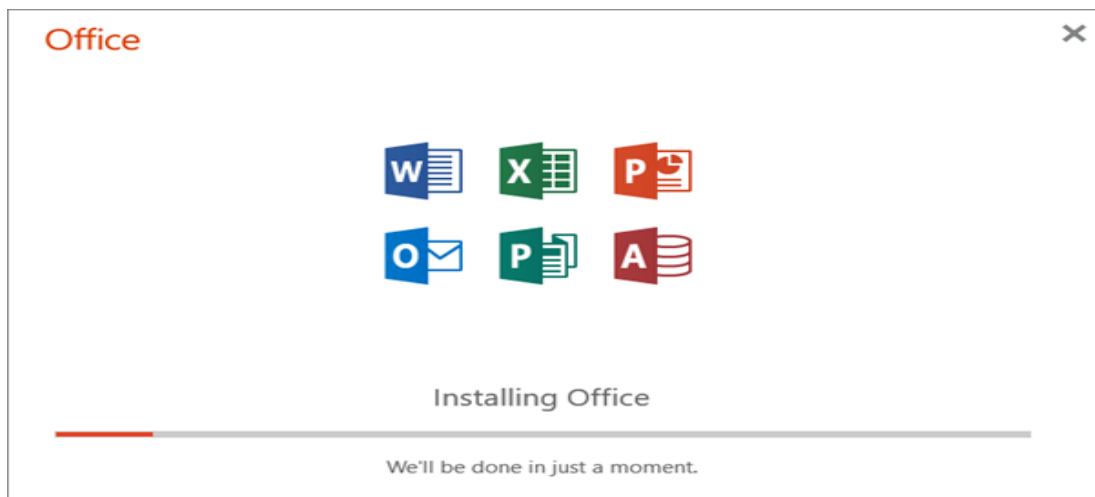 Office
W X P
O P A
Installing Office
We'll be done in just a moment.